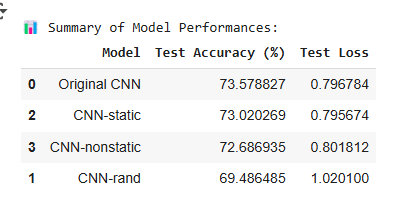 📊 Summary of Model Performances:
Model Test Accuracy (%) Test Loss
0 Original CNN 73.578827 0.796784
2 CNN-static 73.020269 0.795674
3 CNN-nonstatic 72.686935 0.801812
1 CNN-rand 69.486485 1.020100